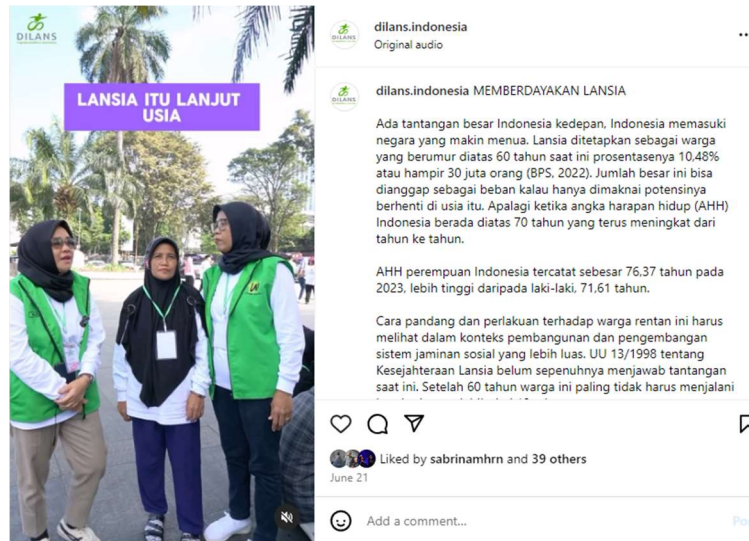 DILANS
LANSIA ITU LANJUT
USIA
dilans.indonesia
Original audio
DILANS
DILANS
dilans.indonesia MEMBERDAYAKAN LANSIA
Ada tantangan besar Indonesia kedepan, Indonesia memasuki
negara yang makin menua. Lansia ditetapkan sebagai warga
yang berumur diatas 60 tahun saat ini prosentasenya 10.48%
atau hampir 30 juta orang (BPS, 2022). Jumlah besar ini bisa
dianggap sebagai beban kalau hanya dimaknai potensinya
berhenti di usia itu. Apalagi ketika angka harapan hidup (AHH)
Indonesia berada diatas 70 tahun yang terus meningkat dari
tahun ke tahun.
AHH perempuan Indonesia tercatat sebesar 76,37 tahun pada
2023, lebih tinggi daripada laki-laki, 71,61 tahun.
Cara pandang dan perlakuan terhadap warga rentan ini harus
melihat dalam konteks pembangunan dan pengembangan
sistem jaminan sosial yang lebih luas. UU 13/1998 tentang
Kesejahteraan Lansia belum sepenuhnya menjawab tantangan
saat ini. Setelah 60 tahun warga ini paling tidak harus menjalani
Liked by sabrinamhrn and 39 others
June 21
Add a comment...
Po